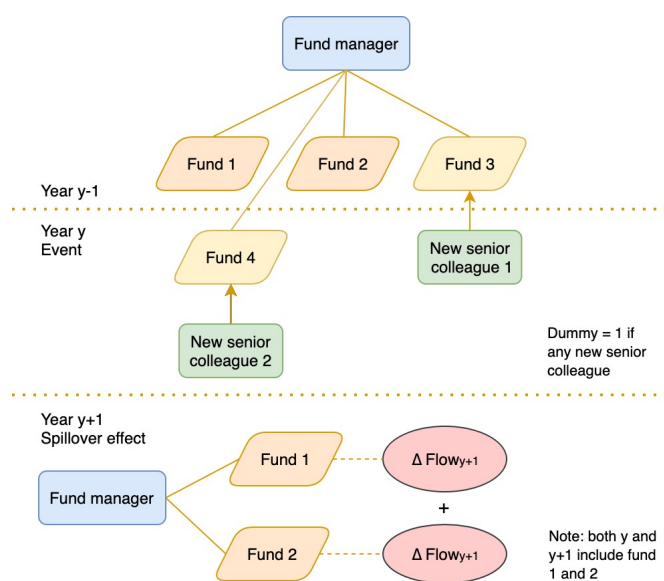 Fund manager
Fund 1
Fund 2
Fund 3
Year y-1
Year y
Event
Fund 4
New senior
colleague 1
New senior
colleague 2
Dummy = 1 if
any new senior
colleague
Year y+1
Spillover effect
Fund 1
Δ Flowy+1
Fund manager
+
Fund 2
Δ Flowy+1
Note: both y and
y+1 include fund
1 and 2